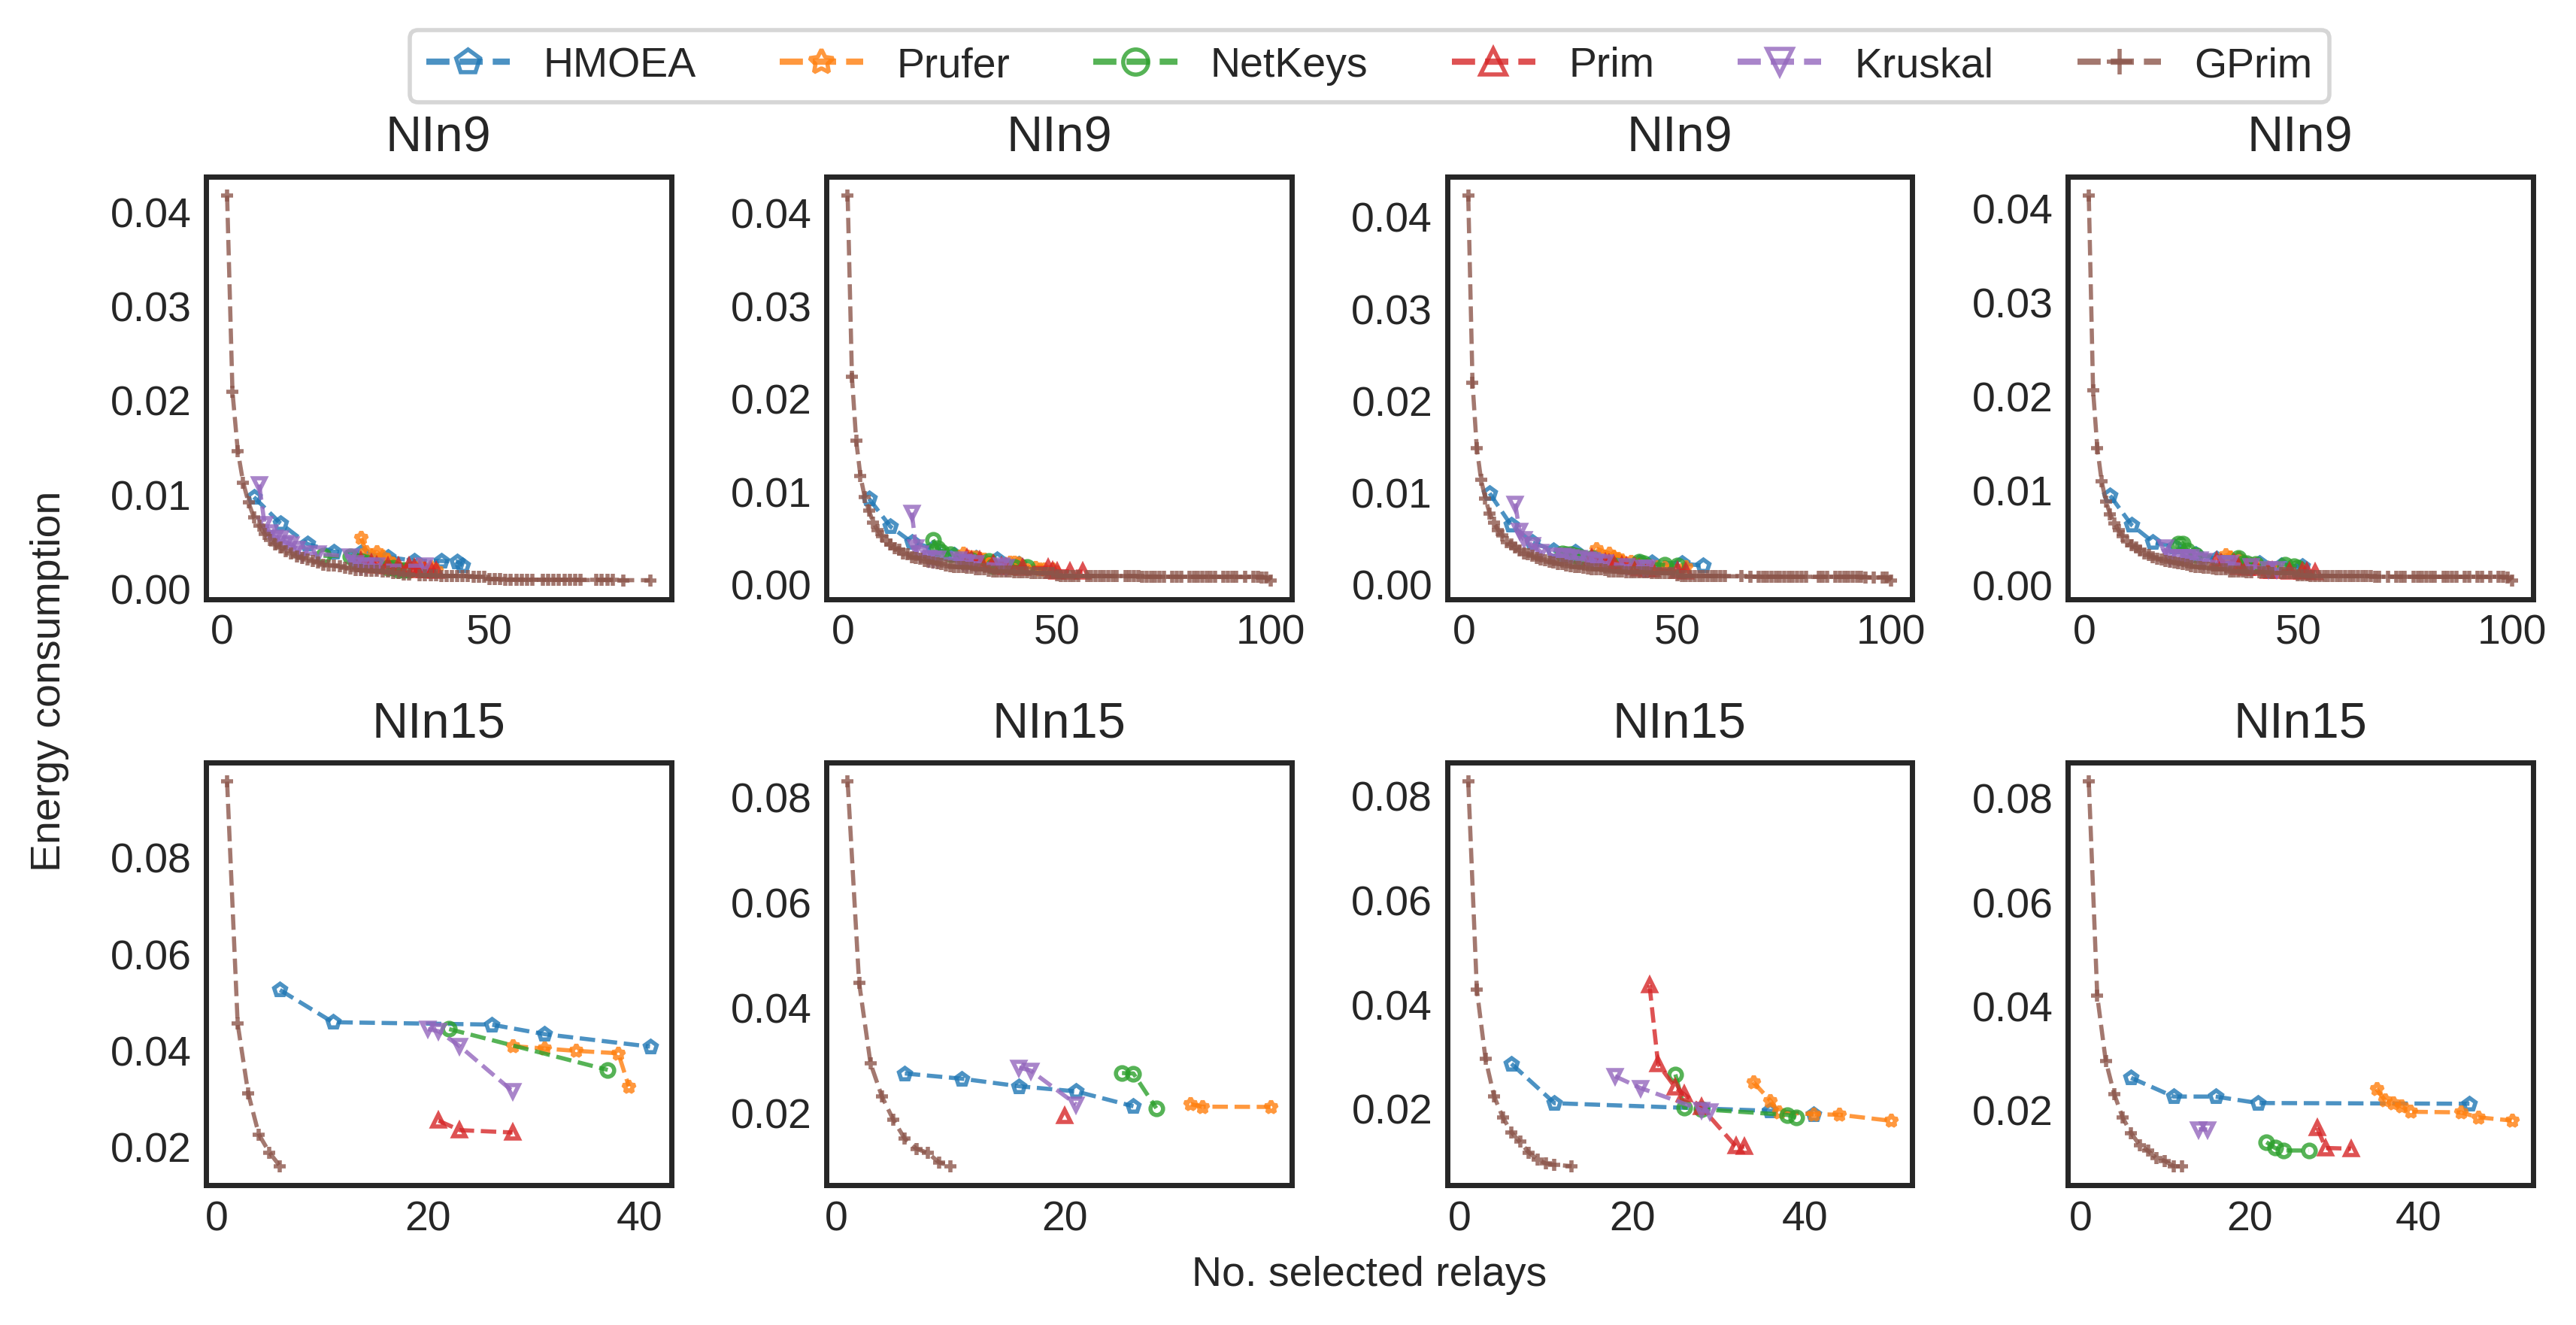 HMOEA Prufer NetKeys Prim Kruskal GPrim
NIn9 NIn9 NIn9 NIn9
0.04 0.04 0.04 0.04
0.03 0.03 0.03 0.03
0.02 0.02 0.02 0.02
0.01 0.01 0.01 0.01
0.00 0.00 0.00 0.00
0 50 0 50 100 0 50 100 0 50 100
Energy consumption
NIn15 NIn15 NIn15 NIn15
0.08 0.08 0.08 0.08
0.06 0.06 0.06 0.06
0.04 0.04 0.04 0.04
0.02 0.02 0.02 0.02
0 20 40 0 20 0 20 40 0 20 40
No. selected relays